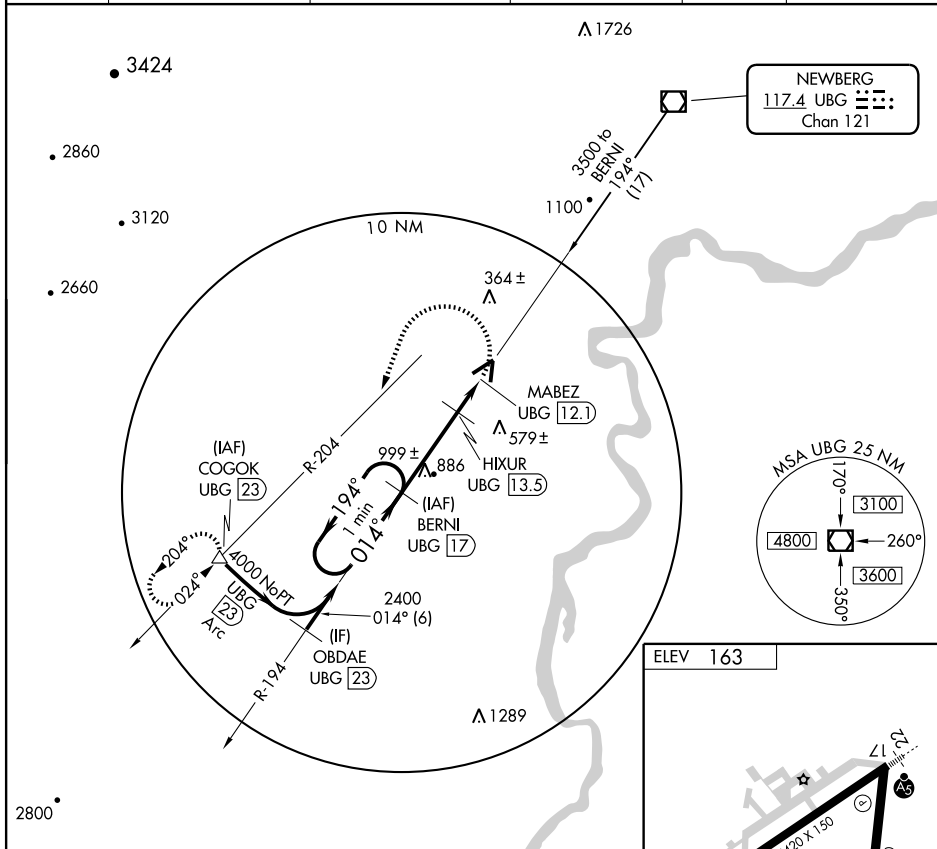 1726
3424
NEWBERG
117.4 UBG
Chan 121
2860
3500 to
BERNI
194°
(17)
1100
3120
10 NM
2660
364 ±
MABEZ
UBG 12.1
579 ±
HIXUR
UBG 13.5
999 ±
886
R-204
(IAF)
COGOK
UBG 23
194°
1 min
014°
(IAF)
BERNI
UBG 17
204°
024°
4000 NoPT
UBG
23
Arc
2400
014° (6)
(IF)
OBDAE
UBG 23
R-194
MSA UBG 25 NM
170°
3100
4800
260°
3600
350°
ELEV 163
1289
2800
17
22
A5
P
420 X 150